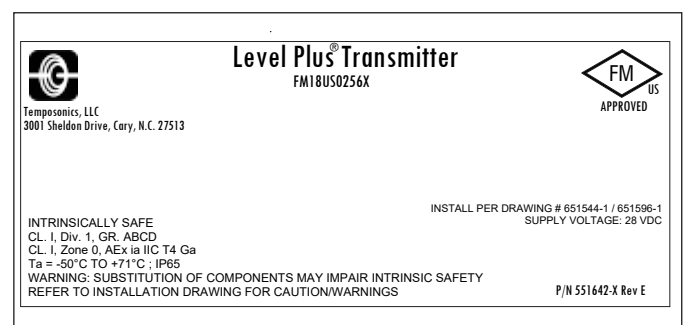 Level Plus® Transmitter
FM18US0256X
FM
US
APPROVED
Temposonics, LLC
3001 Sheldon Drive, Cary, N.C. 27513
INSTALL PER DRAWING # 651544-1 / 651596-1
SUPPLY VOLTAGE: 28 VDC
INTRINSICALLY SAFE
CL. I, Div. 1, GR. ABCD
CL. I, Zone 0, AEx ia IIC T4 Ga
Ta = -50°C TO +71°C ; IP65
WARNING: SUBSTITUTION OF COMPONENTS MAY IMPAIR INTRINSIC SAFETY
REFER TO INSTALLATION DRAWING FOR CAUTION/WARNINGS
P/N 551642-X Rev E